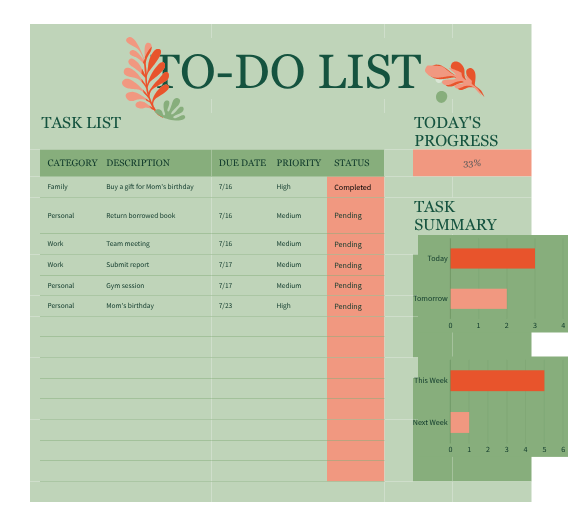 TO-DO LIST
TASK LIST
TODAY'S
PROGRESS
33%
CATEGORY DESCRIPTION DUE DATE PRIORITY STATUS
Family Buy a gift for Mom's birthday 7/16 High Completed
Personal Return borrowed book 7/16 Medium Pending
Work Team meeting 7/16 Medium Pending
Work Submit report 7/17 Medium Pending
Personal Gym session 7/17 Medium Pending
Personal Mom's birthday 7/23 High Pending
TASK
SUMMARY
Today
Tomorrow
0 1 2 3 4
This Week
Next Week
0 1 2 3 4 5 6